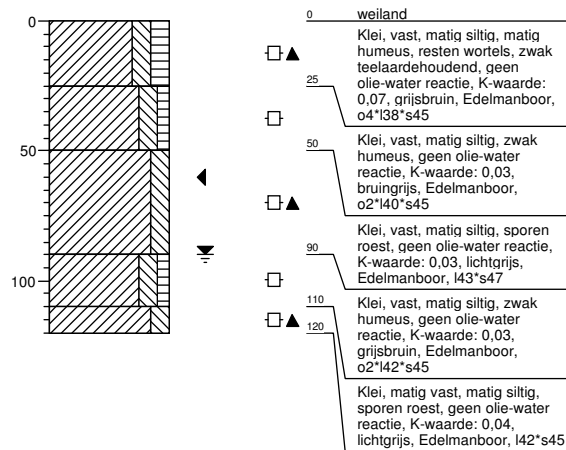 0
50
100
0
weiland
Klei, vast, matig siltig, matig
humeus, resten wortels, zwak
teelaardehoudend, geen
olie-water reactie, K-waarde:
0,07, grijsbruin, Edelmanboor,
o4*l38*s45
25
Klei, vast, matig siltig, zwak
humeus, geen olie-water
reactie, K-waarde: 0,03,
bruingrijs, Edelmanboor,
o2*l40*s45
50
Klei, vast, matig siltig, sporen
roest, geen olie-water reactie,
K-waarde: 0,03, lichtgrijs,
Edelmanboor, l43*s47
90
Klei, vast, matig siltig, zwak
humeus, geen olie-water
reactie, K-waarde: 0,03,
grijsbruin, Edelmanboor,
o2*l42*s45
110
120
Klei, matig vast, matig siltig,
sporen roest, geen olie-water
reactie, K-waarde: 0,04,
lichtgrijs, Edelmanboor, l42*s45